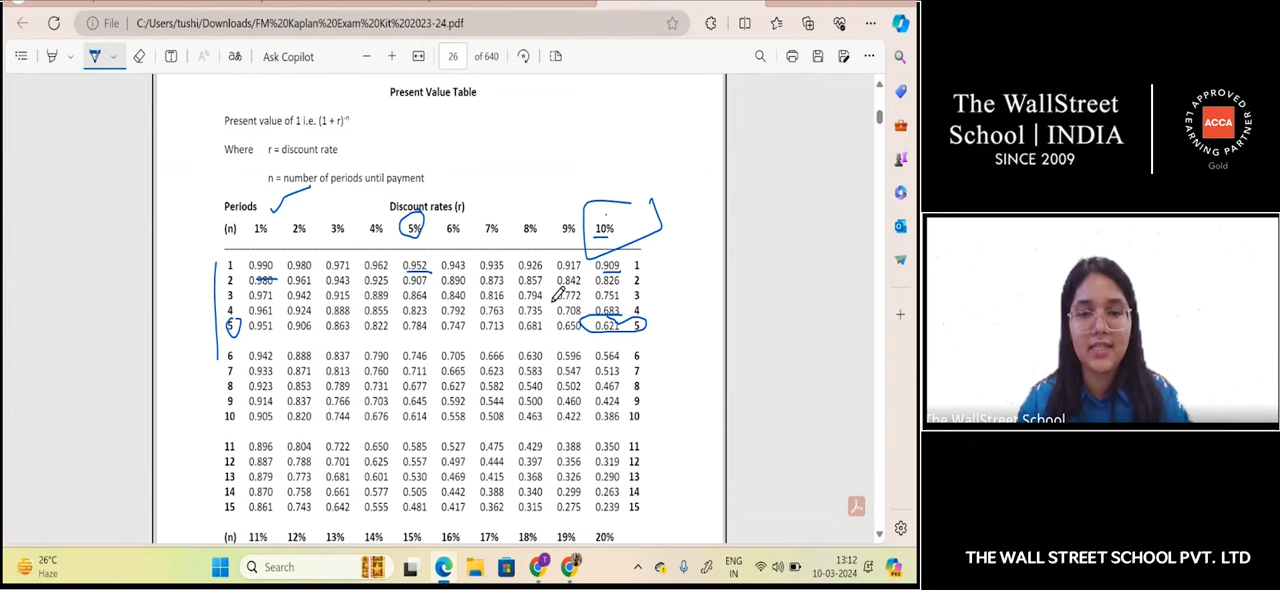 File | C:/Users/tushi/Downloads/FM%20Kaplan%20Exam%20Kit%202023-24.pdf
Ask Copilot 26 of 640
Present Value Table
Present value of 1 i.e. (1 + r)⁻ⁿ
Where r = discount rate
n = number of periods until payment
Periods Discount rates (r)
(n) 1% 2% 3% 4% 5% 6% 7% 8% 9% 10%
1 0.990 0.980 0.971 0.962 0.952 0.943 0.935 0.926 0.917 0.909 1
2 0.980 0.961 0.943 0.925 0.907 0.890 0.873 0.857 0.842 0.826 2
3 0.971 0.942 0.915 0.889 0.864 0.840 0.816 0.794 0.772 0.751 3
4 0.961 0.924 0.888 0.855 0.823 0.792 0.763 0.735 0.708 0.683 4
5 0.951 0.906 0.863 0.822 0.784 0.747 0.713 0.681 0.650 0.621 5
6 0.942 0.888 0.837 0.790 0.746 0.705 0.666 0.630 0.596 0.564 6
7 0.933 0.871 0.813 0.760 0.711 0.665 0.623 0.583 0.547 0.513 7
8 0.923 0.853 0.789 0.731 0.677 0.627 0.582 0.540 0.502 0.467 8
9 0.914 0.837 0.766 0.703 0.645 0.592 0.544 0.500 0.460 0.424 9
10 0.905 0.820 0.744 0.676 0.614 0.558 0.508 0.463 0.422 0.386 10
11 0.896 0.804 0.722 0.650 0.585 0.527 0.475 0.429 0.388 0.350 11
12 0.887 0.788 0.701 0.625 0.557 0.497 0.444 0.397 0.356 0.319 12
13 0.879 0.773 0.681 0.601 0.530 0.469 0.415 0.368 0.326 0.290 13
14 0.870 0.758 0.661 0.577 0.505 0.442 0.388 0.340 0.299 0.263 14
15 0.861 0.743 0.642 0.555 0.481 0.417 0.362 0.315 0.275 0.239 15
(n) 11% 12% 13% 14% 15% 16% 17% 18% 19% 20%
26°C
Haze
Search
ENG
IN
13:12
10-03-2024
The WallStreet
School | INDIA
SINCE 2009
APPROVED
LEARNING PARTNER
ACCA
Gold
The WallStreet School
THE WALL STREET SCHOOL PVT. LTD